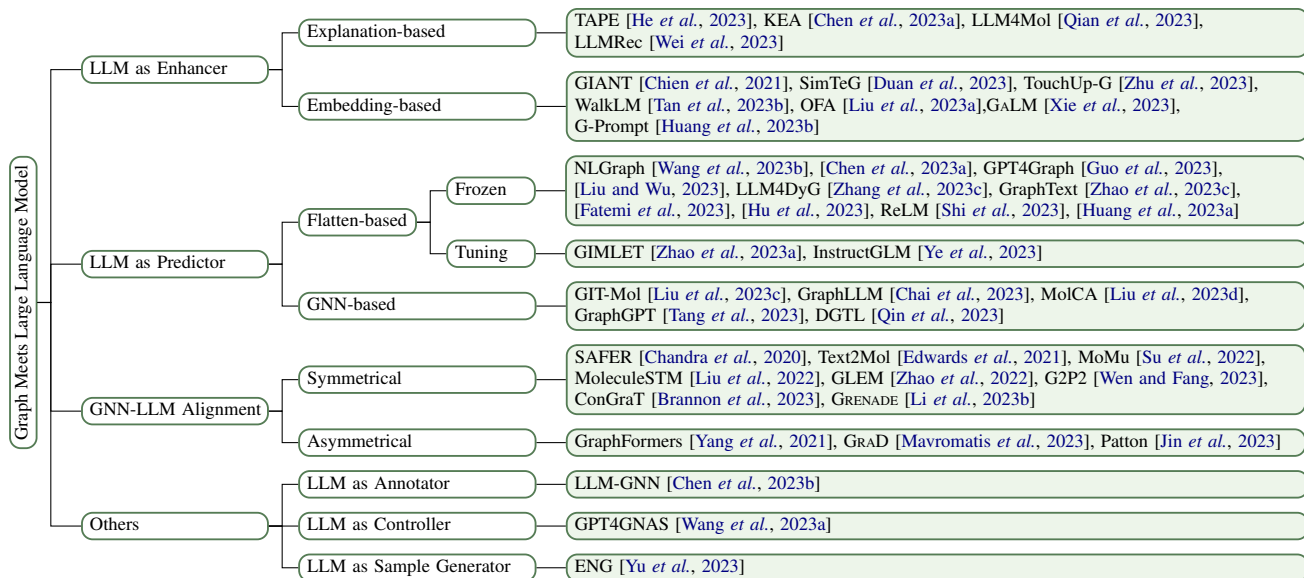 Graph Meets Large Language Model
LLM as Enhancer
Explanation-based
TAPE [He et al., 2023], KEA [Chen et al., 2023a], LLM4Mol [Qian et al., 2023],
LLMRec [Wei et al., 2023]
Embedding-based
GIANT [Chien et al., 2021], SimTeG [Duan et al., 2023], TouchUp-G [Zhu et al., 2023],
WalkLM [Tan et al., 2023b], OFA [Liu et al., 2023a],GALM [Xie et al., 2023],
G-Prompt [Huang et al., 2023b]
LLM as Predictor
Flatten-based
Frozen
NLGraph [Wang et al., 2023b], [Chen et al., 2023a], GPT4Graph [Guo et al., 2023],
[Liu and Wu, 2023], LLM4DyG [Zhang et al., 2023c], GraphText [Zhao et al., 2023c],
[Fatemi et al., 2023], [Hu et al., 2023], ReLM [Shi et al., 2023], [Huang et al., 2023a]
Tuning
GIMLET [Zhao et al., 2023a], InstructGLM [Ye et al., 2023]
GNN-based
GIT-Mol [Liu et al., 2023c], GraphLLM [Chai et al., 2023], MolCA [Liu et al., 2023d],
GraphGPT [Tang et al., 2023], DGTL [Qin et al., 2023]
GNN-LLM Alignment
Symmetrical
SAFER [Chandra et al., 2020], Text2Mol [Edwards et al., 2021], MoMu [Su et al., 2022],
MoleculeSTM [Liu et al., 2022], GLEM [Zhao et al., 2022], G2P2 [Wen and Fang, 2023],
ConGraT [Brannon et al., 2023], GRENADE [Li et al., 2023b]
Asymmetrical
GraphFormers [Yang et al., 2021], GRAD [Mavromatis et al., 2023], Patton [Jin et al., 2023]
Others
LLM as Annotator
LLM-GNN [Chen et al., 2023b]
LLM as Controller
GPT4GNAS [Wang et al., 2023a]
LLM as Sample Generator
ENG [Yu et al., 2023]